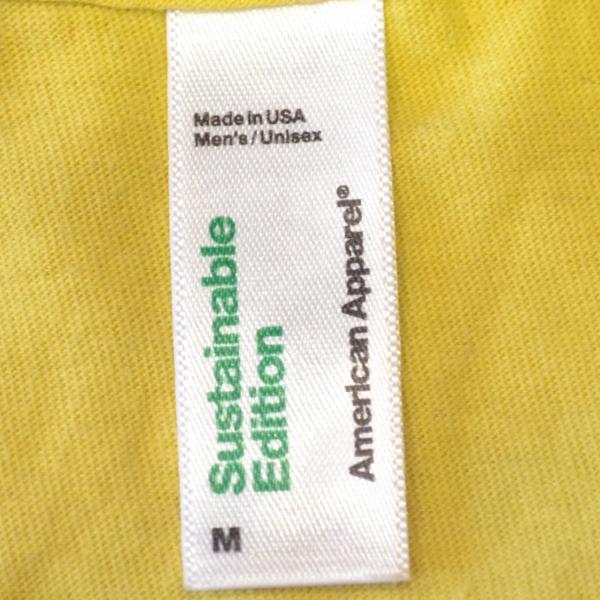 Made in USA
Men's / Unisex
Sustainable
Edition
American Apparel®
M